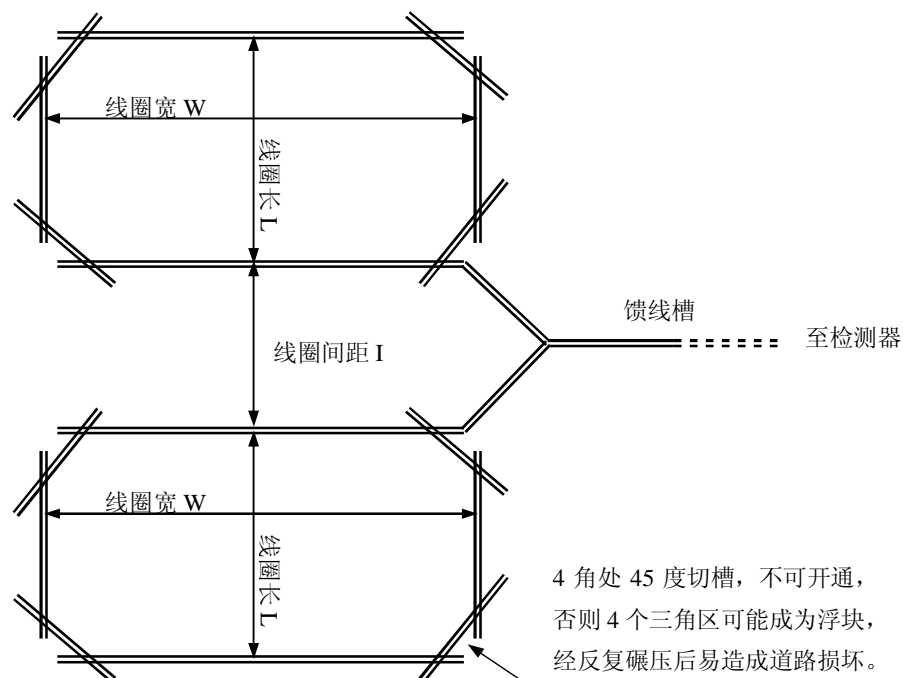 线圈宽 W
线圈长 L
馈线槽
至检测器
线圈间距 I
线圈宽 W
线圈长 L
4 角处 45 度切槽，不可开通，
否则 4 个三角区可能成为浮块，
经反复碾压后易造成道路损坏。